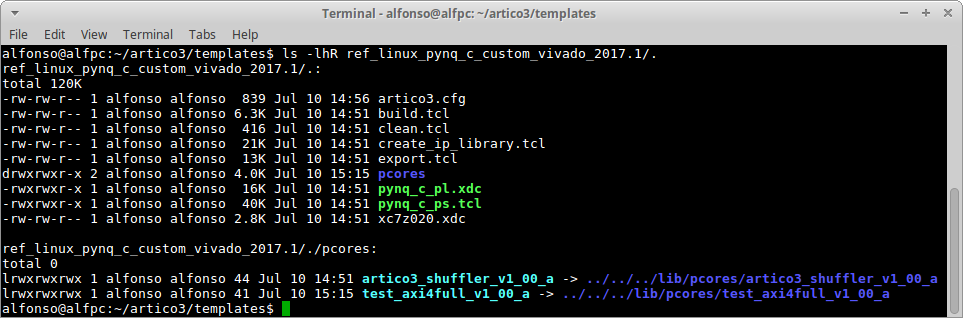 Terminal - alfonso@alfpc:~/artico3/templates
File Edit View Terminal Tabs Help
alfonso@alfpc:~/artico3/templates$ ls -lhR ref_linux_pynq_c_custom_vivado_2017.1/.
ref_linux_pynq_c_custom_vivado_2017.1/.:
total 120K
-rw-rw-r-- 1 alfonso alfonso  839 Jul 10 14:56 artico3.cfg
-rw-rw-r-- 1 alfonso alfonso 6.3K Jul 10 14:51 build.tcl
-rw-rw-r-- 1 alfonso alfonso  416 Jul 10 14:51 clean.tcl
-rw-rw-r-- 1 alfonso alfonso  21K Jul 10 14:51 create_ip_library.tcl
-rw-rw-r-- 1 alfonso alfonso  13K Jul 10 14:51 export.tcl
drwxrwxr-x 2 alfonso alfonso 4.0K Jul 10 15:15 pcores
-rwxrwxr-x 1 alfonso alfonso  16K Jul 10 14:51 pynq_c_pl.xdc
-rwxrwxr-x 1 alfonso alfonso  40K Jul 10 14:51 pynq_c_ps.tcl
-rw-rw-r-- 1 alfonso alfonso 2.8K Jul 10 14:51 xc7z020.xdc
ref_linux_pynq_c_custom_vivado_2017.1/./pcores:
total 0
lrwxrwxrwx 1 alfonso alfonso 44 Jul 10 14:51 artico3_shuffler_v1_00_a -> ../../../lib/pcores/artico3_shuffler_v1_00_a
lrwxrwxrwx 1 alfonso alfonso 41 Jul 10 15:15 test_axi4full_v1_00_a -> ../../../lib/pcores/test_axi4full_v1_00_a
alfonso@alfpc:~/artico3/templates$